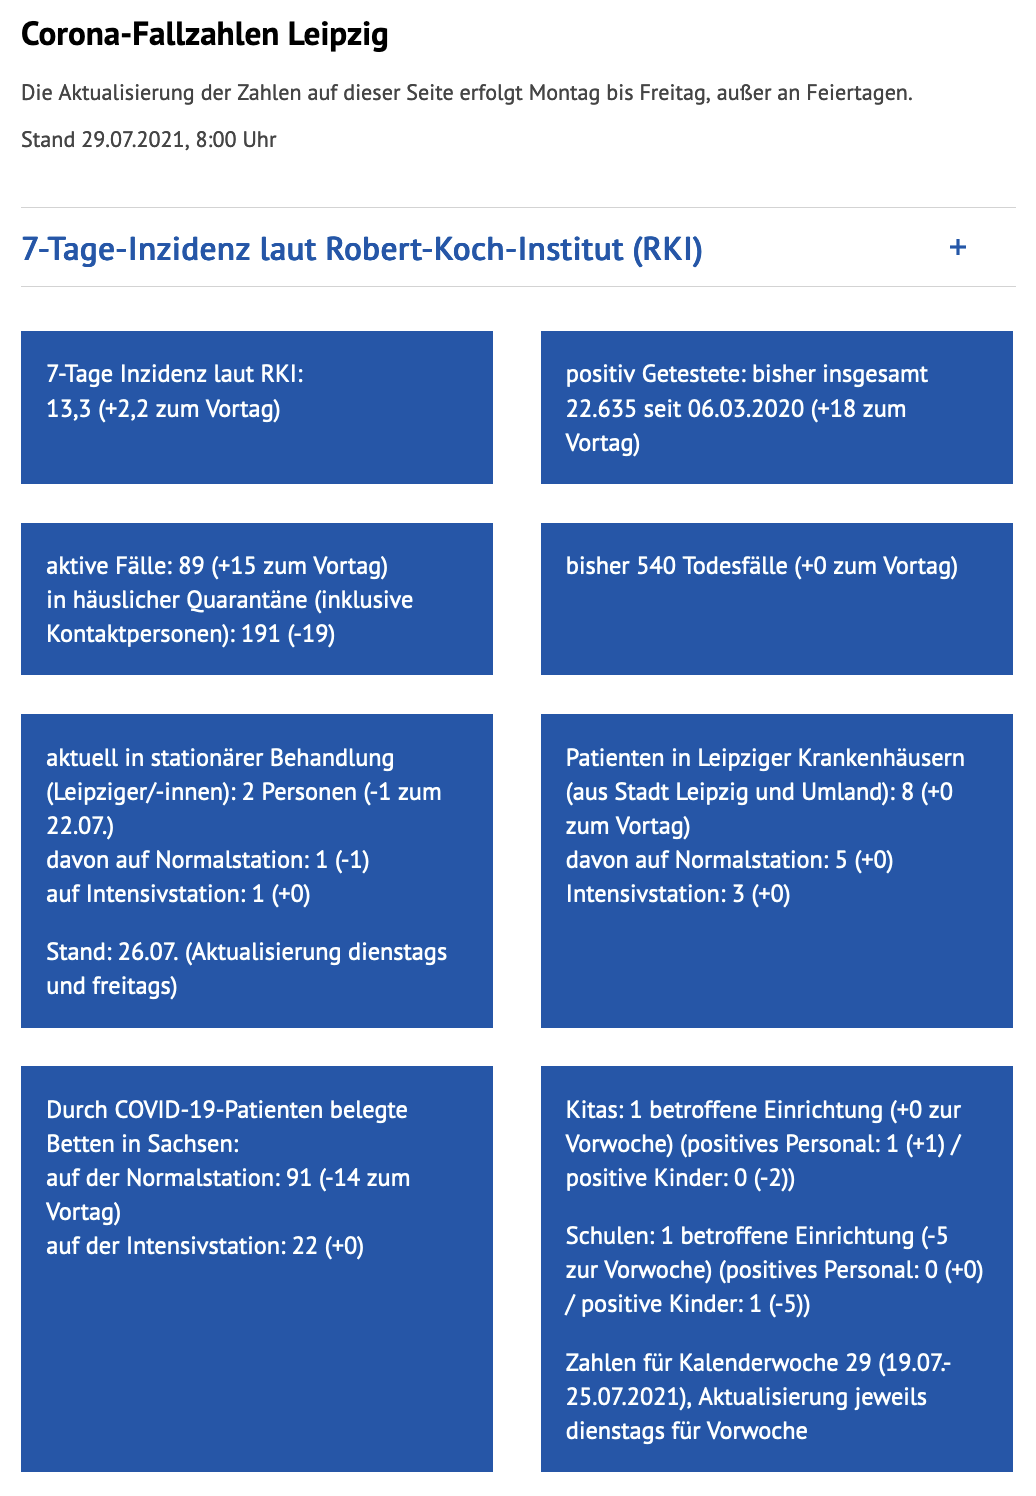 Corona-Fallzahlen Leipzig
Die Aktualisierung der Zahlen auf dieser Seite erfolgt Montag bis Freitag, außer an Feiertagen.
Stand 29.07.2021, 8:00 Uhr
7-Tage-Inzidenz laut Robert-Koch-Institut (RKI) +
7-Tage Inzidenz laut RKI:
13,3 (+2,2 zum Vortag)
positiv Getestete: bisher insgesamt
22.635 seit 06.03.2020 (+18 zum
Vortag)
aktive Fälle: 89 (+15 zum Vortag)
in häuslicher Quarantäne (inklusive
Kontaktpersonen): 191 (-19)
bisher 540 Todesfälle (+0 zum Vortag)
aktuell in stationärer Behandlung
(Leipziger/-innen): 2 Personen (-1 zum
22.07.)
davon auf Normalstation: 1 (-1)
auf Intensivstation: 1 (+0)
Stand: 26.07. (Aktualisierung dienstags
und freitags)
Patienten in Leipziger Krankenhäusern
(aus Stadt Leipzig und Umland): 8 (+0
zum Vortag)
davon auf Normalstation: 5 (+0)
Intensivstation: 3 (+0)
Durch COVID-19-Patienten belegte
Betten in Sachsen:
auf der Normalstation: 91 (-14 zum
Vortag)
auf der Intensivstation: 22 (+0)
Kitas: 1 betroffene Einrichtung (+0 zur
Vorwoche) (positives Personal: 1 (+1) /
positive Kinder: 0 (-2))
Schulen: 1 betroffene Einrichtung (-5
zur Vorwoche) (positives Personal: 0 (+0)
/ positive Kinder: 1 (-5))
Zahlen für Kalenderwoche 29 (19.07.-
25.07.2021), Aktualisierung jeweils
dienstags für Vorwoche